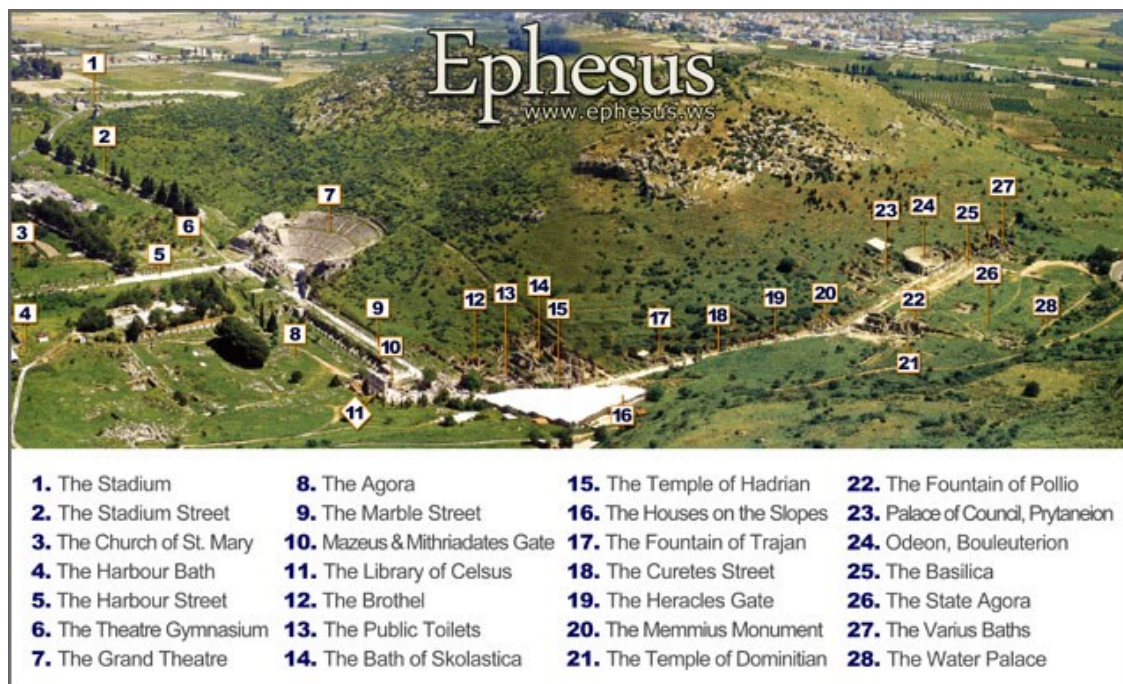 Ephesus
www.ephesus.ws
1
2
7
27
23
24
25
3
6
5
26
4
9
12
13
14
15
17
18
19
20
22
28
8
10
21
11
16
1. The Stadium
2. The Stadium Street
3. The Church of St. Mary
4. The Harbour Bath
5. The Harbour Street
6. The Theatre Gymnasium
7. The Grand Theatre
8. The Agora
9. The Marble Street
10. Mazeus & Mithriadates Gate
11. The Library of Celsus
12. The Brothel
13. The Public Toilets
14. The Bath of Skolastica
15. The Temple of Hadrian
16. The Houses on the Slopes
17. The Fountain of Trajan
18. The Curetes Street
19. The Heracles Gate
20. The Memmius Monument
21. The Temple of Dominitian
22. The Fountain of Pollio
23. Palace of Council, Prytaneion
24. Odeon, Bouleuterion
25. The Basilica
26. The State Agora
27. The Varius Baths
28. The Water Palace